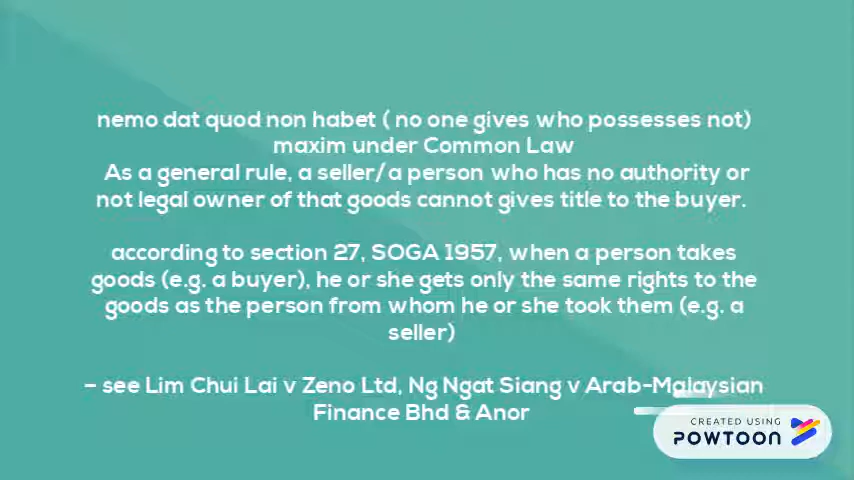 nemo dat quod non habet ( no one gives who possesses not)
maxim under Common Law
As a general rule, a seller/a person who has no authority or
not legal owner of that goods cannot gives title to the buyer.
according to section 27, SOGA 1957, when a person takes
goods (e.g. a buyer), he or she gets only the same rights to the
goods as the person from whom he or she took them (e.g. a
seller)
– see Lim Chui Lai v Zeno Ltd, Ng Ngat Siang v Arab-Malaysian
Finance Bhd & Anor
CREATED USING
POWTOON